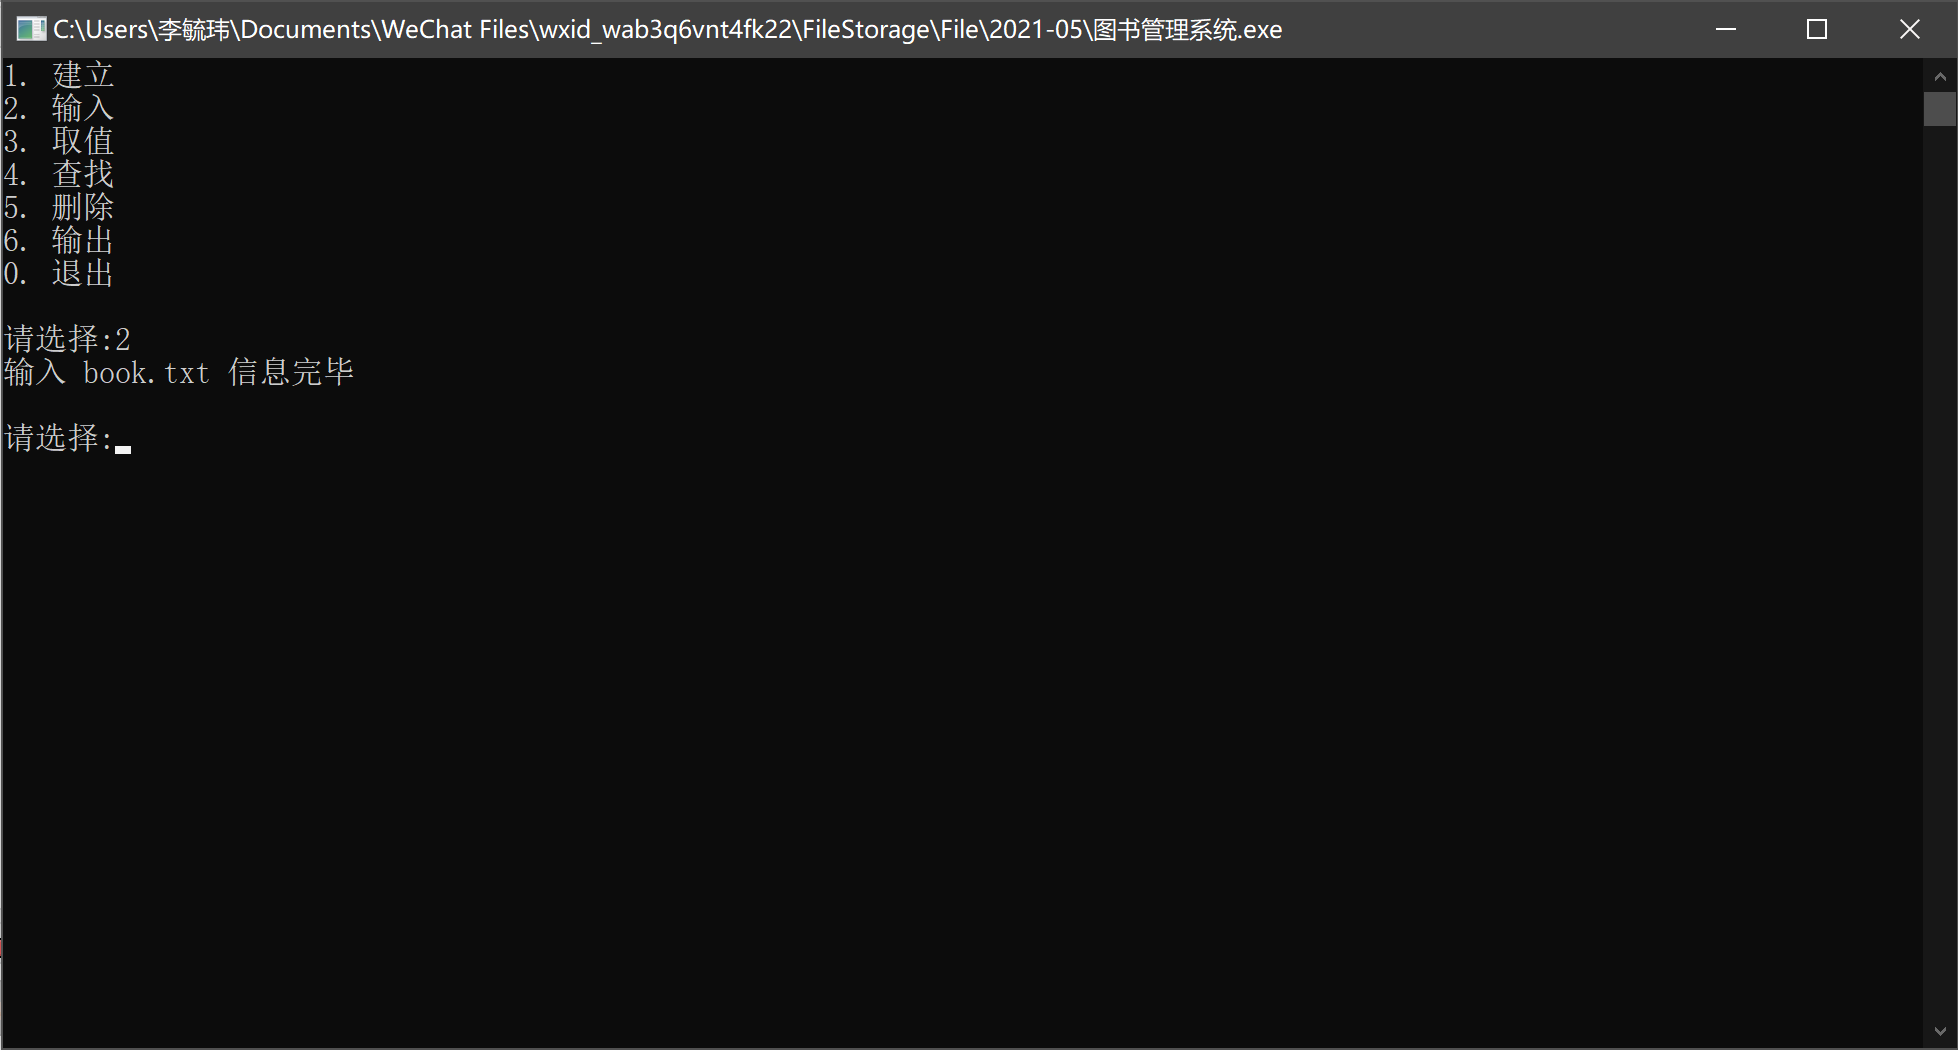 C:\Users\李毓玮\Documents\WeChat Files\wxid_wab3q6vnt4fk22\FileStorage\File\2021-05\图书管理系统.exe
1. 建立
2. 输入
3. 取值
4. 查找
5. 删除
6. 输出
0. 退出
请选择:2
输入 book.txt 信息完毕
请选择: